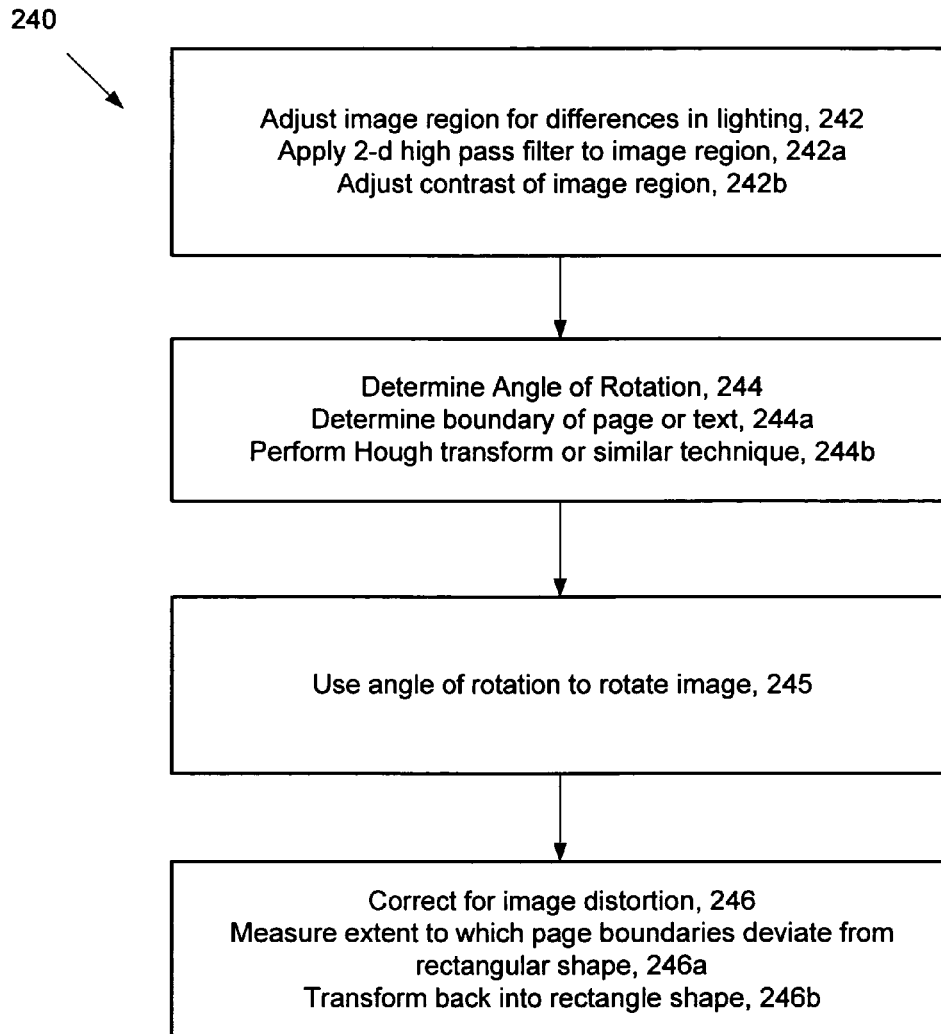 240
Adjust image region for differences in lighting, 242
Apply 2-d high pass filter to image region, 242a
Adjust contrast of image region, 242b
Determine Angle of Rotation, 244
Determine boundary of page or text, 244a
Perform Hough transform or similar technique, 244b
Use angle of rotation to rotate image, 245
Correct for image distortion, 246
Measure extent to which page boundaries deviate from
rectangular shape, 246a
Transform back into rectangle shape, 246b